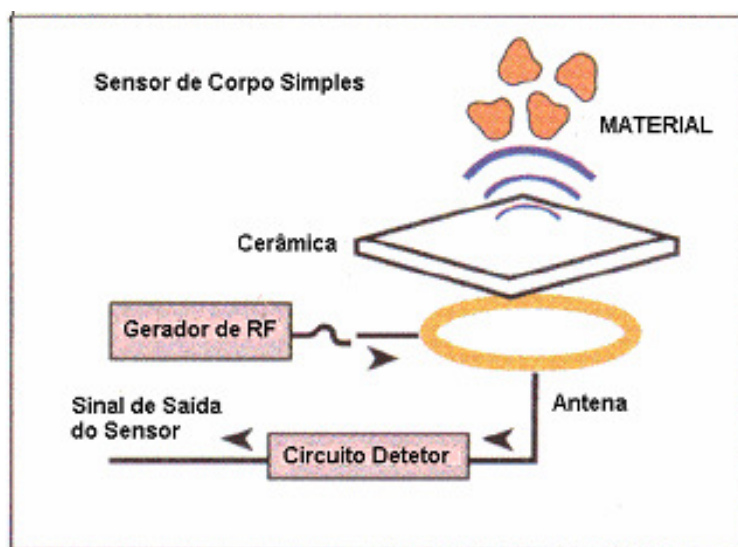 Sensor de Corpo Simples
MATERIAL
Cerâmica
Gerador de RF
Antena
Sinal de Saída
do Sensor
Circuito Detetor